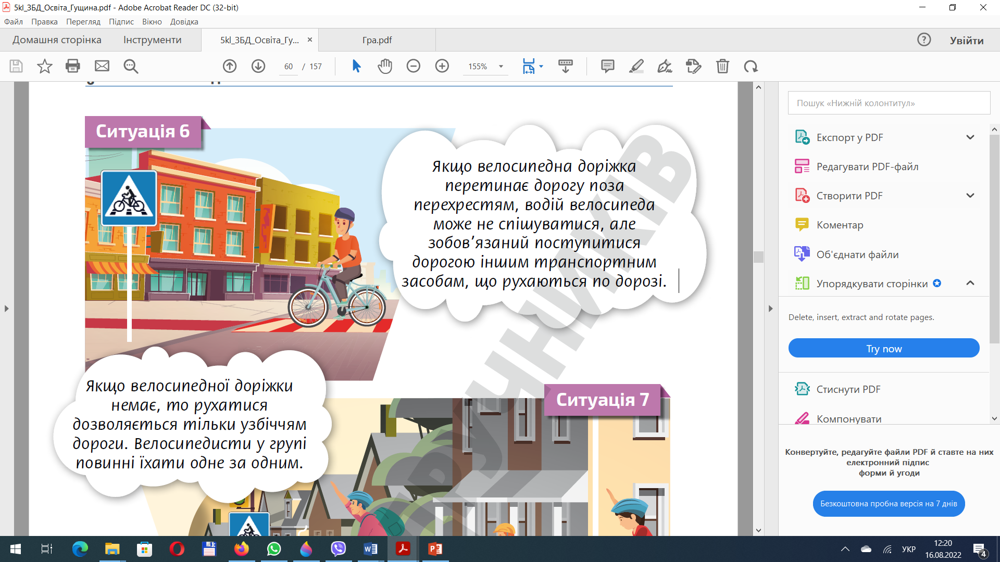 5kl_ЗБД_Освіта_Гущина.pdf - Adobe Acrobat Reader DC (32-bit)
Файл Правка Перегляд Підпис Вікно Довідка
Домашня сторінка Інструменти 5kl_ЗБД_Освіта_Гу... × Гра.pdf Увійти
60 / 157 155%
Ситуація 6
Якщо велосипедна доріжка
перетинає дорогу поза
перехрестям, водій велосипеда
може не спішуватися, але
зобов’язаний поступитися
дорогою іншим транспортним
засобам, що рухаються по дорозі.
Якщо велосипедної доріжки
немає, то рухатися
дозволяється тільки узбіччям
дороги. Велосипедисти у групі
повинні їхати одне за одним.
Ситуація 7
Пошук «Нижній колонтитул»
Експорт у PDF
Редагувати PDF-файл
Створити PDF
Коментар
Об'єднати файли
Упорядкувати сторінки
Delete, insert, extract and rotate pages.
Try now
Стиснути PDF
Компонувати
Конвертуйте, редагуйте файли PDF й ставте на них
електронний підпис
форми й угоди
Безкоштовна пробна версія на 7 днів
УКР
12:20
16.08.2022
4